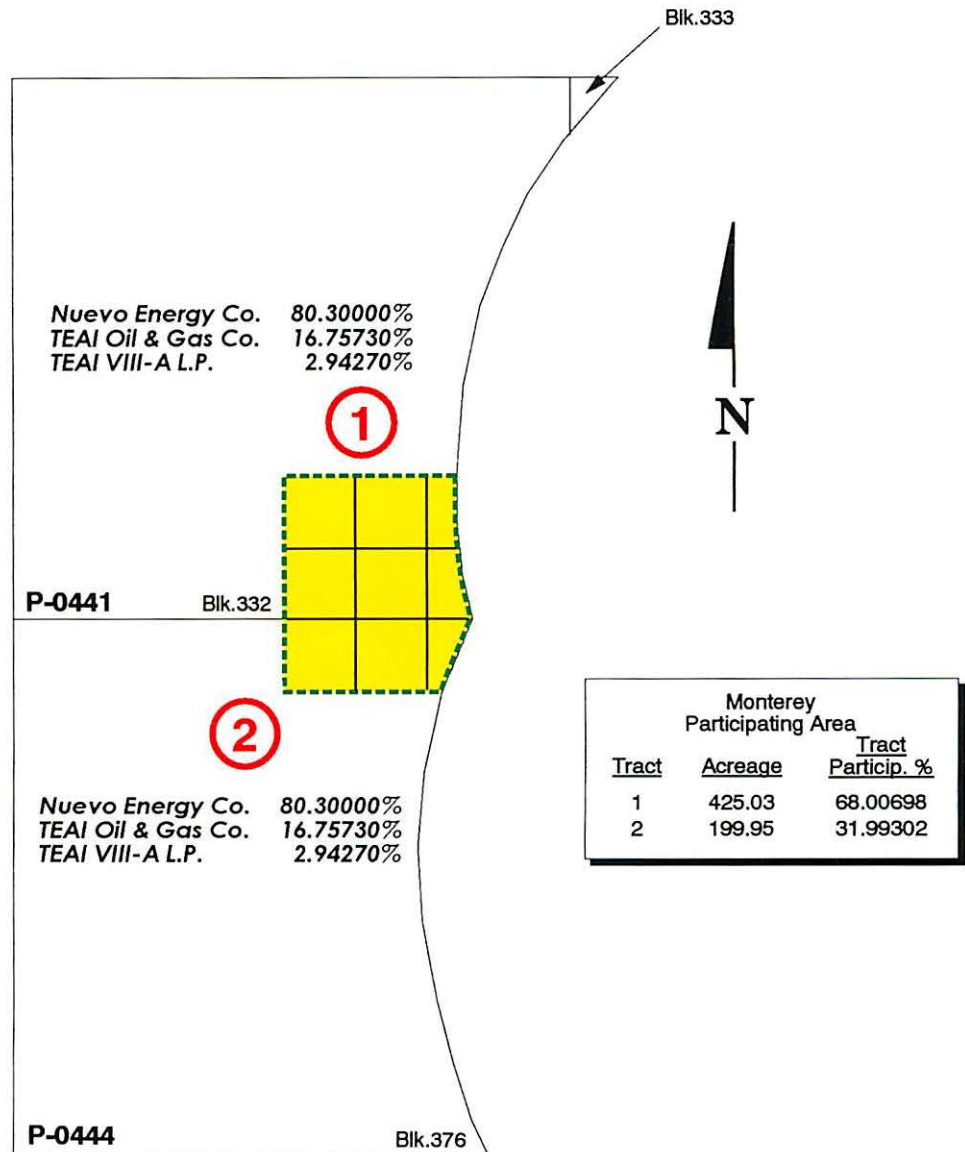 Blk.333
Nuevo Energy Co. 80.30000%
TEAI Oil & Gas Co. 16.75730%
TEAI VIII-A L.P. 2.94270%
1
N
P-0441 Blk.332
2
Nuevo Energy Co. 80.30000%
TEAI Oil & Gas Co. 16.75730%
TEAI VIII-A L.P. 2.94270%
Monterey
Participating Area
Tract Acreage Tract Particip. %
1 425.03 68.00698
2 199.95 31.99302
P-0444 Blk.376